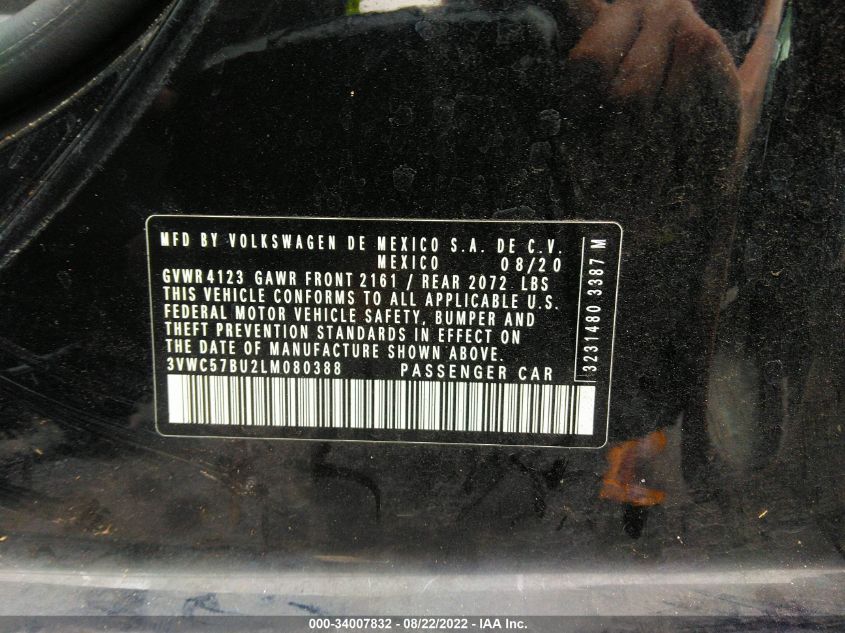 MFD BY VOLKSWAGEN DE MEXICO S.A. DE C.V.
MEXICO 08/20
GVWR 4123 GAWR FRONT 2161 / REAR 2072 LBS
THIS VEHICLE CONFORMS TO ALL APPLICABLE U.S.
FEDERAL MOTOR VEHICLE SAFETY, BUMPER AND
THEFT PREVENTION STANDARDS IN EFFECT ON
THE DATE OF MANUFACTURE SHOWN ABOVE.
3VWC57BU2LM080388 PASSENGER CAR
3231480 3387 M
000-34007832 - 08/22/2022 - IAA Inc.